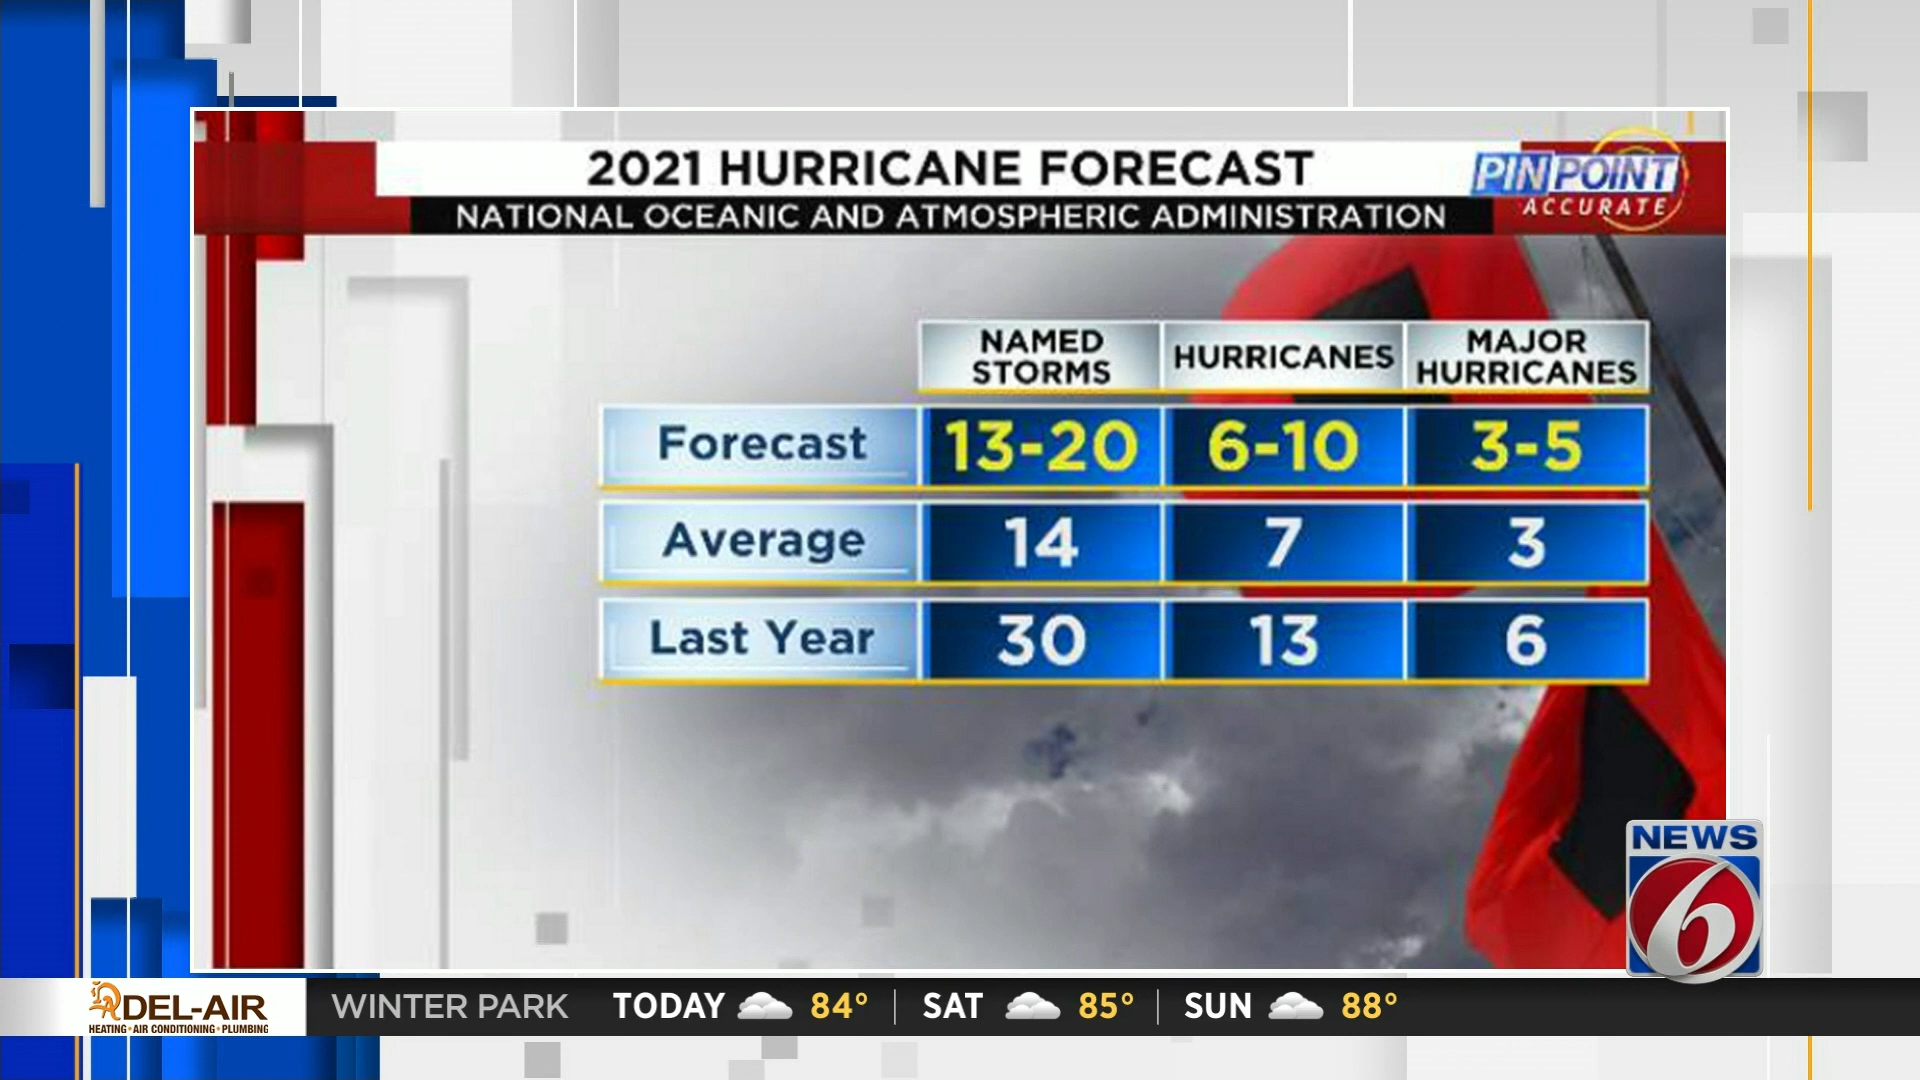 2021 HURRICANE FORECAST
PINPOINT
ACCURATE
NATIONAL OCEANIC AND ATMOSPHERIC ADMINISTRATION
NAMED STORMS HURRICANES MAJOR HURRICANES
Forecast 13-20 6-10 3-5
Average 14 7 3
Last Year 30 13 6
NEWS
6
DEL-AIR
HEATING • AIR CONDITIONING • PLUMBING
WINTER PARK TODAY 84° SAT 85° SUN 88°